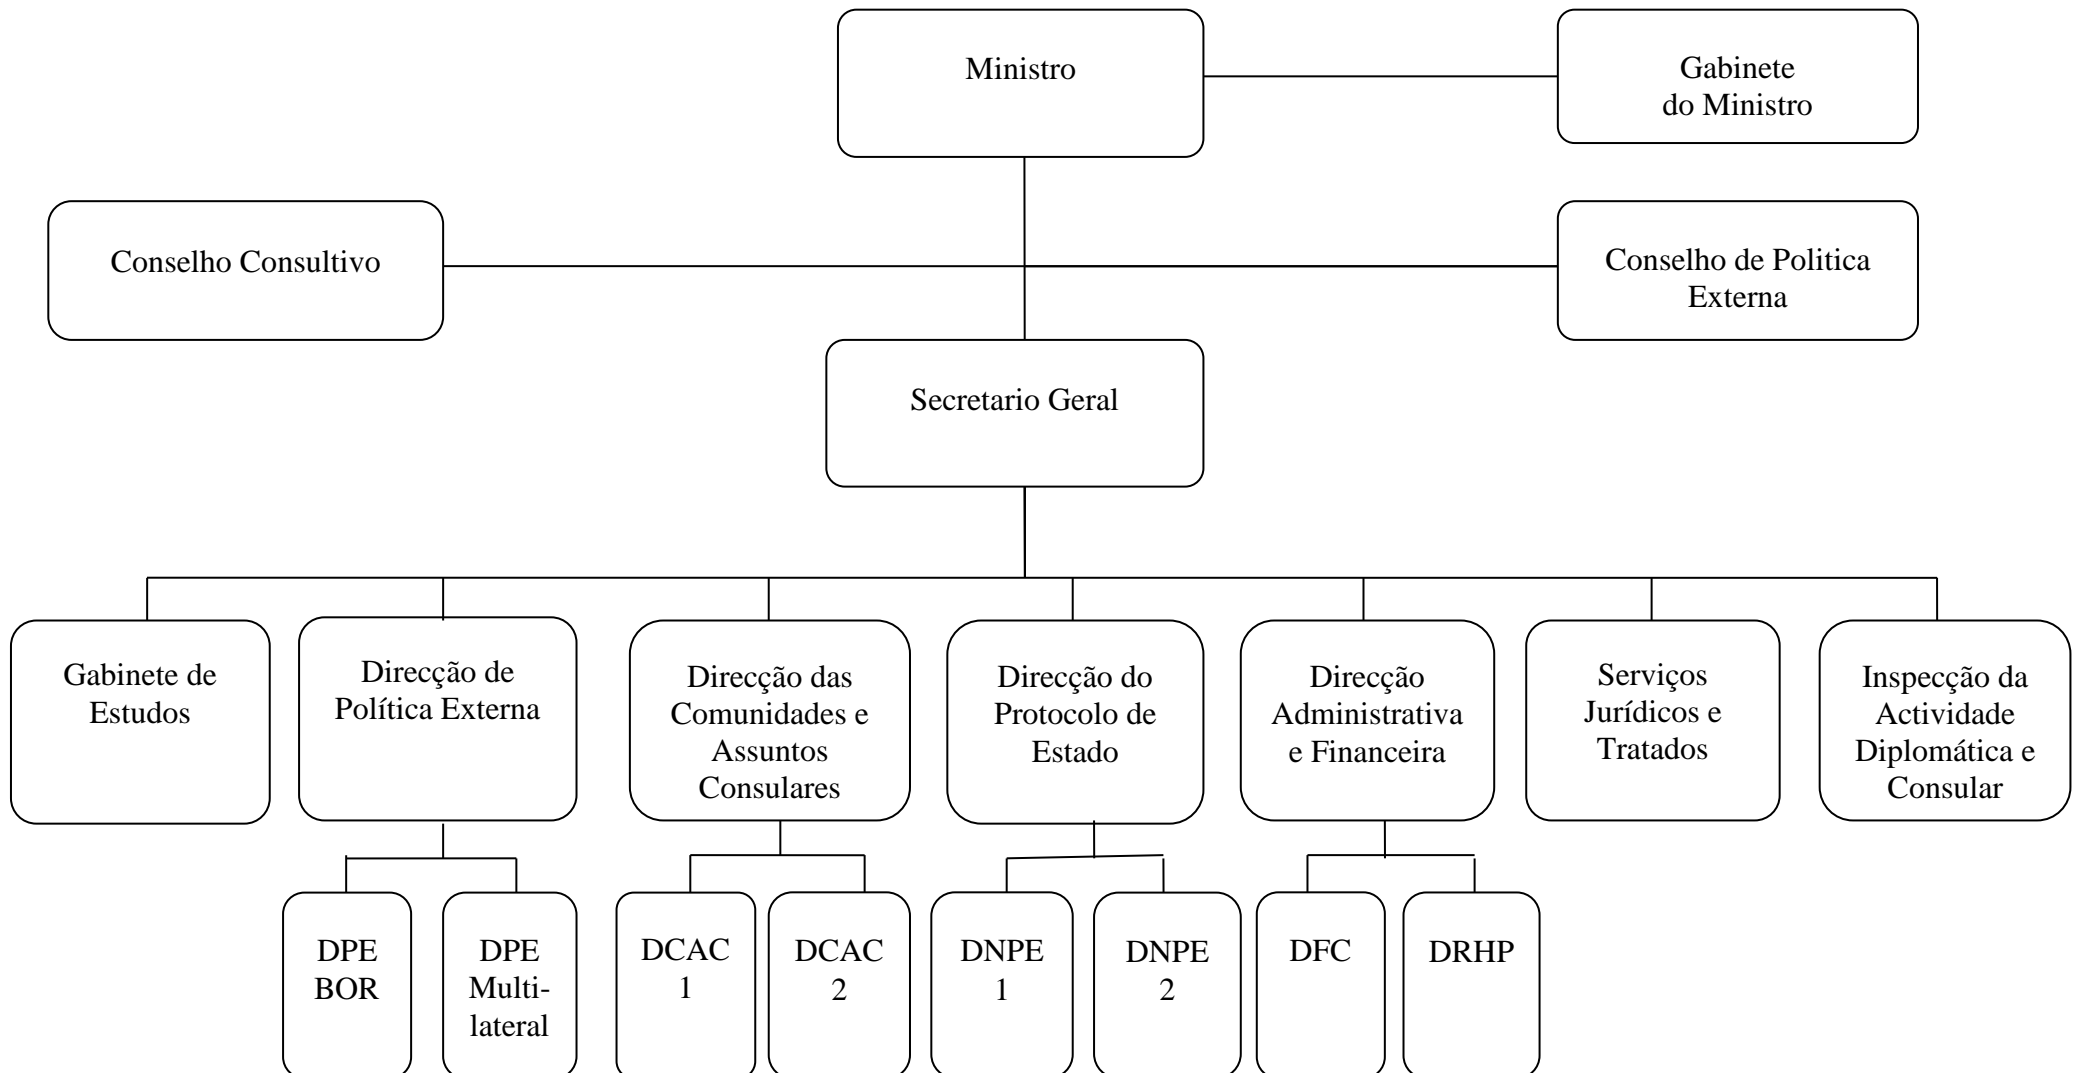 Ministro
Gabinete
do Ministro
Conselho Consultivo
Conselho de Politica
Externa
Secretario Geral
Gabinete de
Estudos
Direcção de
Política Externa
Direcção das
Comunidades e
Assuntos
Consulares
Direcção do
Protocolo de
Estado
Direcção
Administrativa
e Financeira
Serviços
Jurídicos e
Tratados
Inspecção da
Actividade
Diplomática e
Consular
DPE
BOR
DPE
Multi-
lateral
DCAC
1
DCAC
2
DNPE
1
DNPE
2
DFC
DRHP